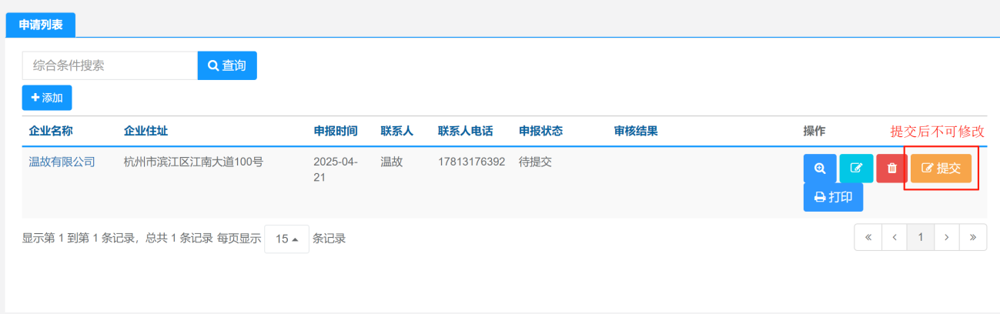 申请列表
综合条件搜索 查询
+添加
企业名称 企业住址 申报时间 联系人 联系人电话 申报状态 审核结果 操作 提交后不可修改
温故有限公司 杭州市滨江区江南大道100号 2025-04-21 温故 17813176392 待提交 提交
打印
显示第 1 到第 1 条记录，总共 1 条记录 每页显示 15 条记录 « ‹ 1 › »